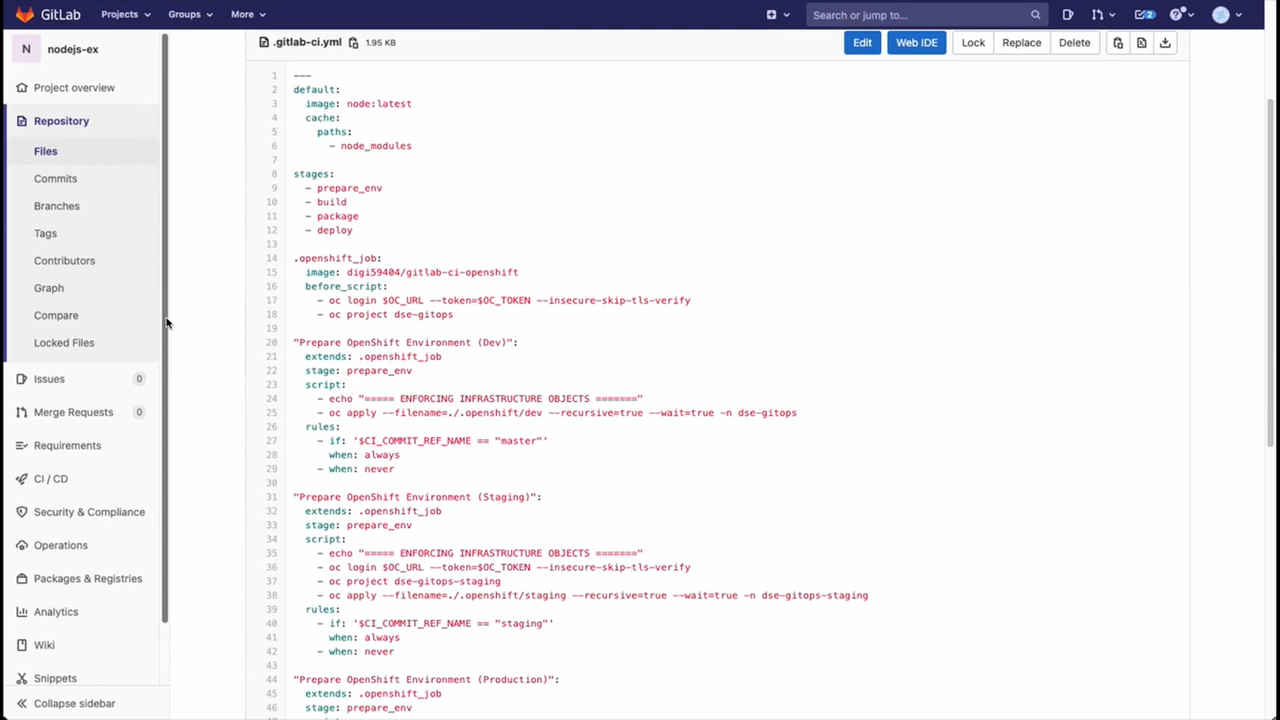 GitLab Projects Groups More Search or jump to... 2
N nodejs-ex
Project overview
Repository
Files
Commits
Branches
Tags
Contributors
Graph
Compare
Locked Files
Issues 0
Merge Requests 0
Requirements
CI / CD
Security & Compliance
Operations
Packages & Registries
Analytics
Wiki
Snippets
Collapse sidebar
.gitlab-ci.yml 1.95 KB Edit Web IDE Lock Replace Delete
1 ---
2 default:
3   image: node:latest
4   cache:
5     paths:
6       - node_modules
7
8 stages:
9   - prepare_env
10   - build
11   - package
12   - deploy
13
14 .openshift_job:
15   image: digi59404/gitlab-ci-openshift
16   before_script:
17     - oc login $OC_URL --token=$OC_TOKEN --insecure-skip-tls-verify
18     - oc project dse-gitops
19
20 "Prepare OpenShift Environment (Dev)":
21   extends: .openshift_job
22   stage: prepare_env
23   script:
24     - echo "===== ENFORCING INFRASTRUCTURE OBJECTS ======="
25     - oc apply --filename=./.openshift/dev --recursive=true --wait=true -n dse-gitops
26   rules:
27     - if: '$CI_COMMIT_REF_NAME == "master"'
28       when: always
29     - when: never
30
31 "Prepare OpenShift Environment (Staging)":
32   extends: .openshift_job
33   stage: prepare_env
34   script:
35     - echo "===== ENFORCING INFRASTRUCTURE OBJECTS ======="
36     - oc login $OC_URL --token=$OC_TOKEN --insecure-skip-tls-verify
37     - oc project dse-gitops-staging
38     - oc apply --filename=./.openshift/staging --recursive=true --wait=true -n dse-gitops-staging
39   rules:
40     - if: '$CI_COMMIT_REF_NAME == "staging"'
41       when: always
42     - when: never
43
44 "Prepare OpenShift Environment (Production)":
45   extends: .openshift_job
46   stage: prepare_env